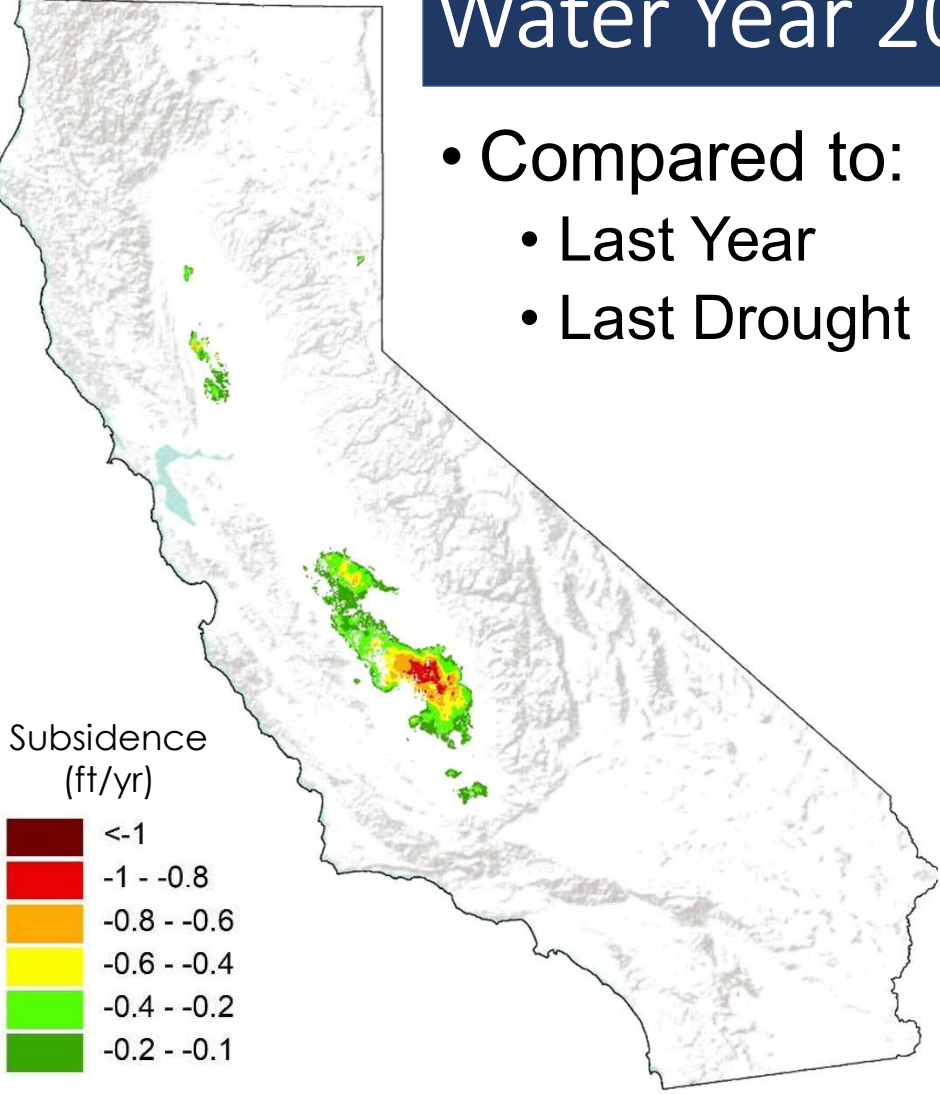 Water Year 20
• Compared to:
• Last Year
• Last Drought
Subsidence
(ft/yr)
<-1
-1 - -0.8
-0.8 - -0.6
-0.6 - -0.4
-0.4 - -0.2
-0.2 - -0.1